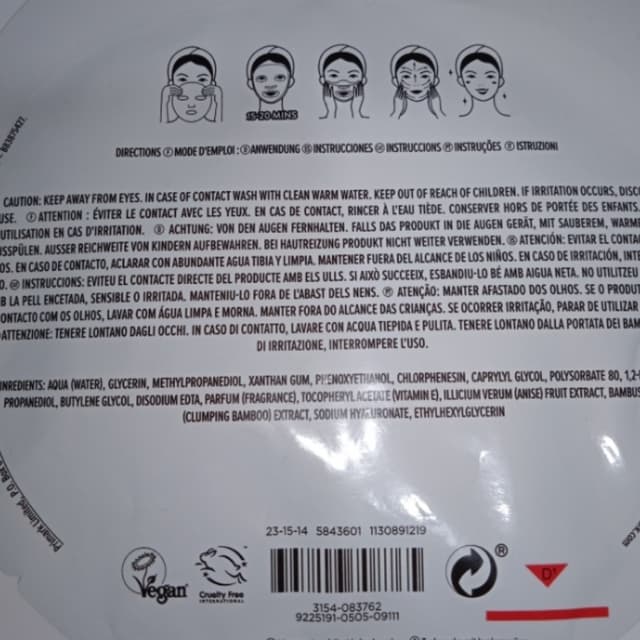 15-20 MINS
DIRECTIONS Ⓕ MODE D'EMPLOI : Ⓓ ANWENDUNG ⒺⓈ INSTRUCCIONES INSTRUCCIONS Ⓟ INSTRUÇÕES Ⓘ ISTRUZIONI
CAUTION: KEEP AWAY FROM EYES. IN CASE OF CONTACT WASH WITH CLEAN WARM WATER. KEEP OUT OF REACH OF CHILDREN. IF IRRITATION OCCURS,
USE. Ⓕ ATTENTION : ÉVITER LE CONTACT AVEC LES YEUX. EN CAS DE CONTACT, RINCER À L'EAU TIÈDE. CONSERVER HORS DE PORTÉE DES ENFANTS.
UTILISATION EN CAS D'IRRITATION. Ⓓ ACHTUNG: VON DEN AUGEN FERNHALTEN. FALLS DAS PRODUKT IN DIE AUGEN GERÄT, MIT SAUBEREM,
AUSSER REICHWEITE VON KINDERN AUFBEWAHREN. BEI HAUTREIZUNG PRODUKT NICHT WEITER VERWENDEN. ATENCIÓN: EVITAR EL
EN CASO DE CONTACTO, ACLARAR CON ABUNDANTE AGUA TIBIA Y LIMPIA. MANTENER FUERA DEL ALCANCE DE LOS NIÑOS. EN CASO DE IRRITACIÓN,
INSTRUCCIONS: EVITEU EL CONTACTE DIRECTE DEL PRODUCTE AMB ELS ULLS. SI AIXÒ SUCCEEIX, ESBANDIU-LO BÉ AMB AIGUA NETA. NO UTILITZEU
LA PELL ENCETADA, SENSIBLE O IRRITADA. MANTENIU-LO FORA DE L'ABAST DELS NENS. Ⓟ ATENÇÃO: MANTER AFASTADO DOS OLHOS. SE O
COM OS OLHOS, LAVAR COM ÁGUA LIMPA E MORNA. MANTER FORA DO ALCANCE DAS CRIANÇAS. SE OCORRER IRRITAÇÃO, PARAR DE UTILIZAR.
ATTENZIONE: TENERE LONTANO DAGLI OCCHI. IN CASO DI CONTATTO, LAVARE CON ACQUA TIEPIDA E PULITA. TENERE LONTANO DALLA PORTATA DEI
DI IRRITAZIONE, INTERROMPERE L'USO.
INGREDIENTS: AQUA (WATER), GLYCERIN, METHYLPROPANEDIOL, XANTHAN GUM, PHENOXYETHANOL, CHLORPHENESIN, CAPRYLYL GLYCOL, POLYSORBATE 80,
PROPANEDIOL, BUTYLENE GLYCOL, DISODIUM EDTA, PARFUM (FRAGRANCE), TOCOPHERYL ACETATE (VITAMIN E), ILLICIUM VERUM (ANISE) FRUIT EXTRACT,
(CLUMPING BAMBOO) EXTRACT, SODIUM HYALURONATE, ETHYLHEXYLGLYCERIN
Primark Limited, P.O. Box
23-15-14 5843601 1130891219
Vegan
Cruelty Free
INTERNATIONAL
®
D1
3154-083762
9225191-0505-09111